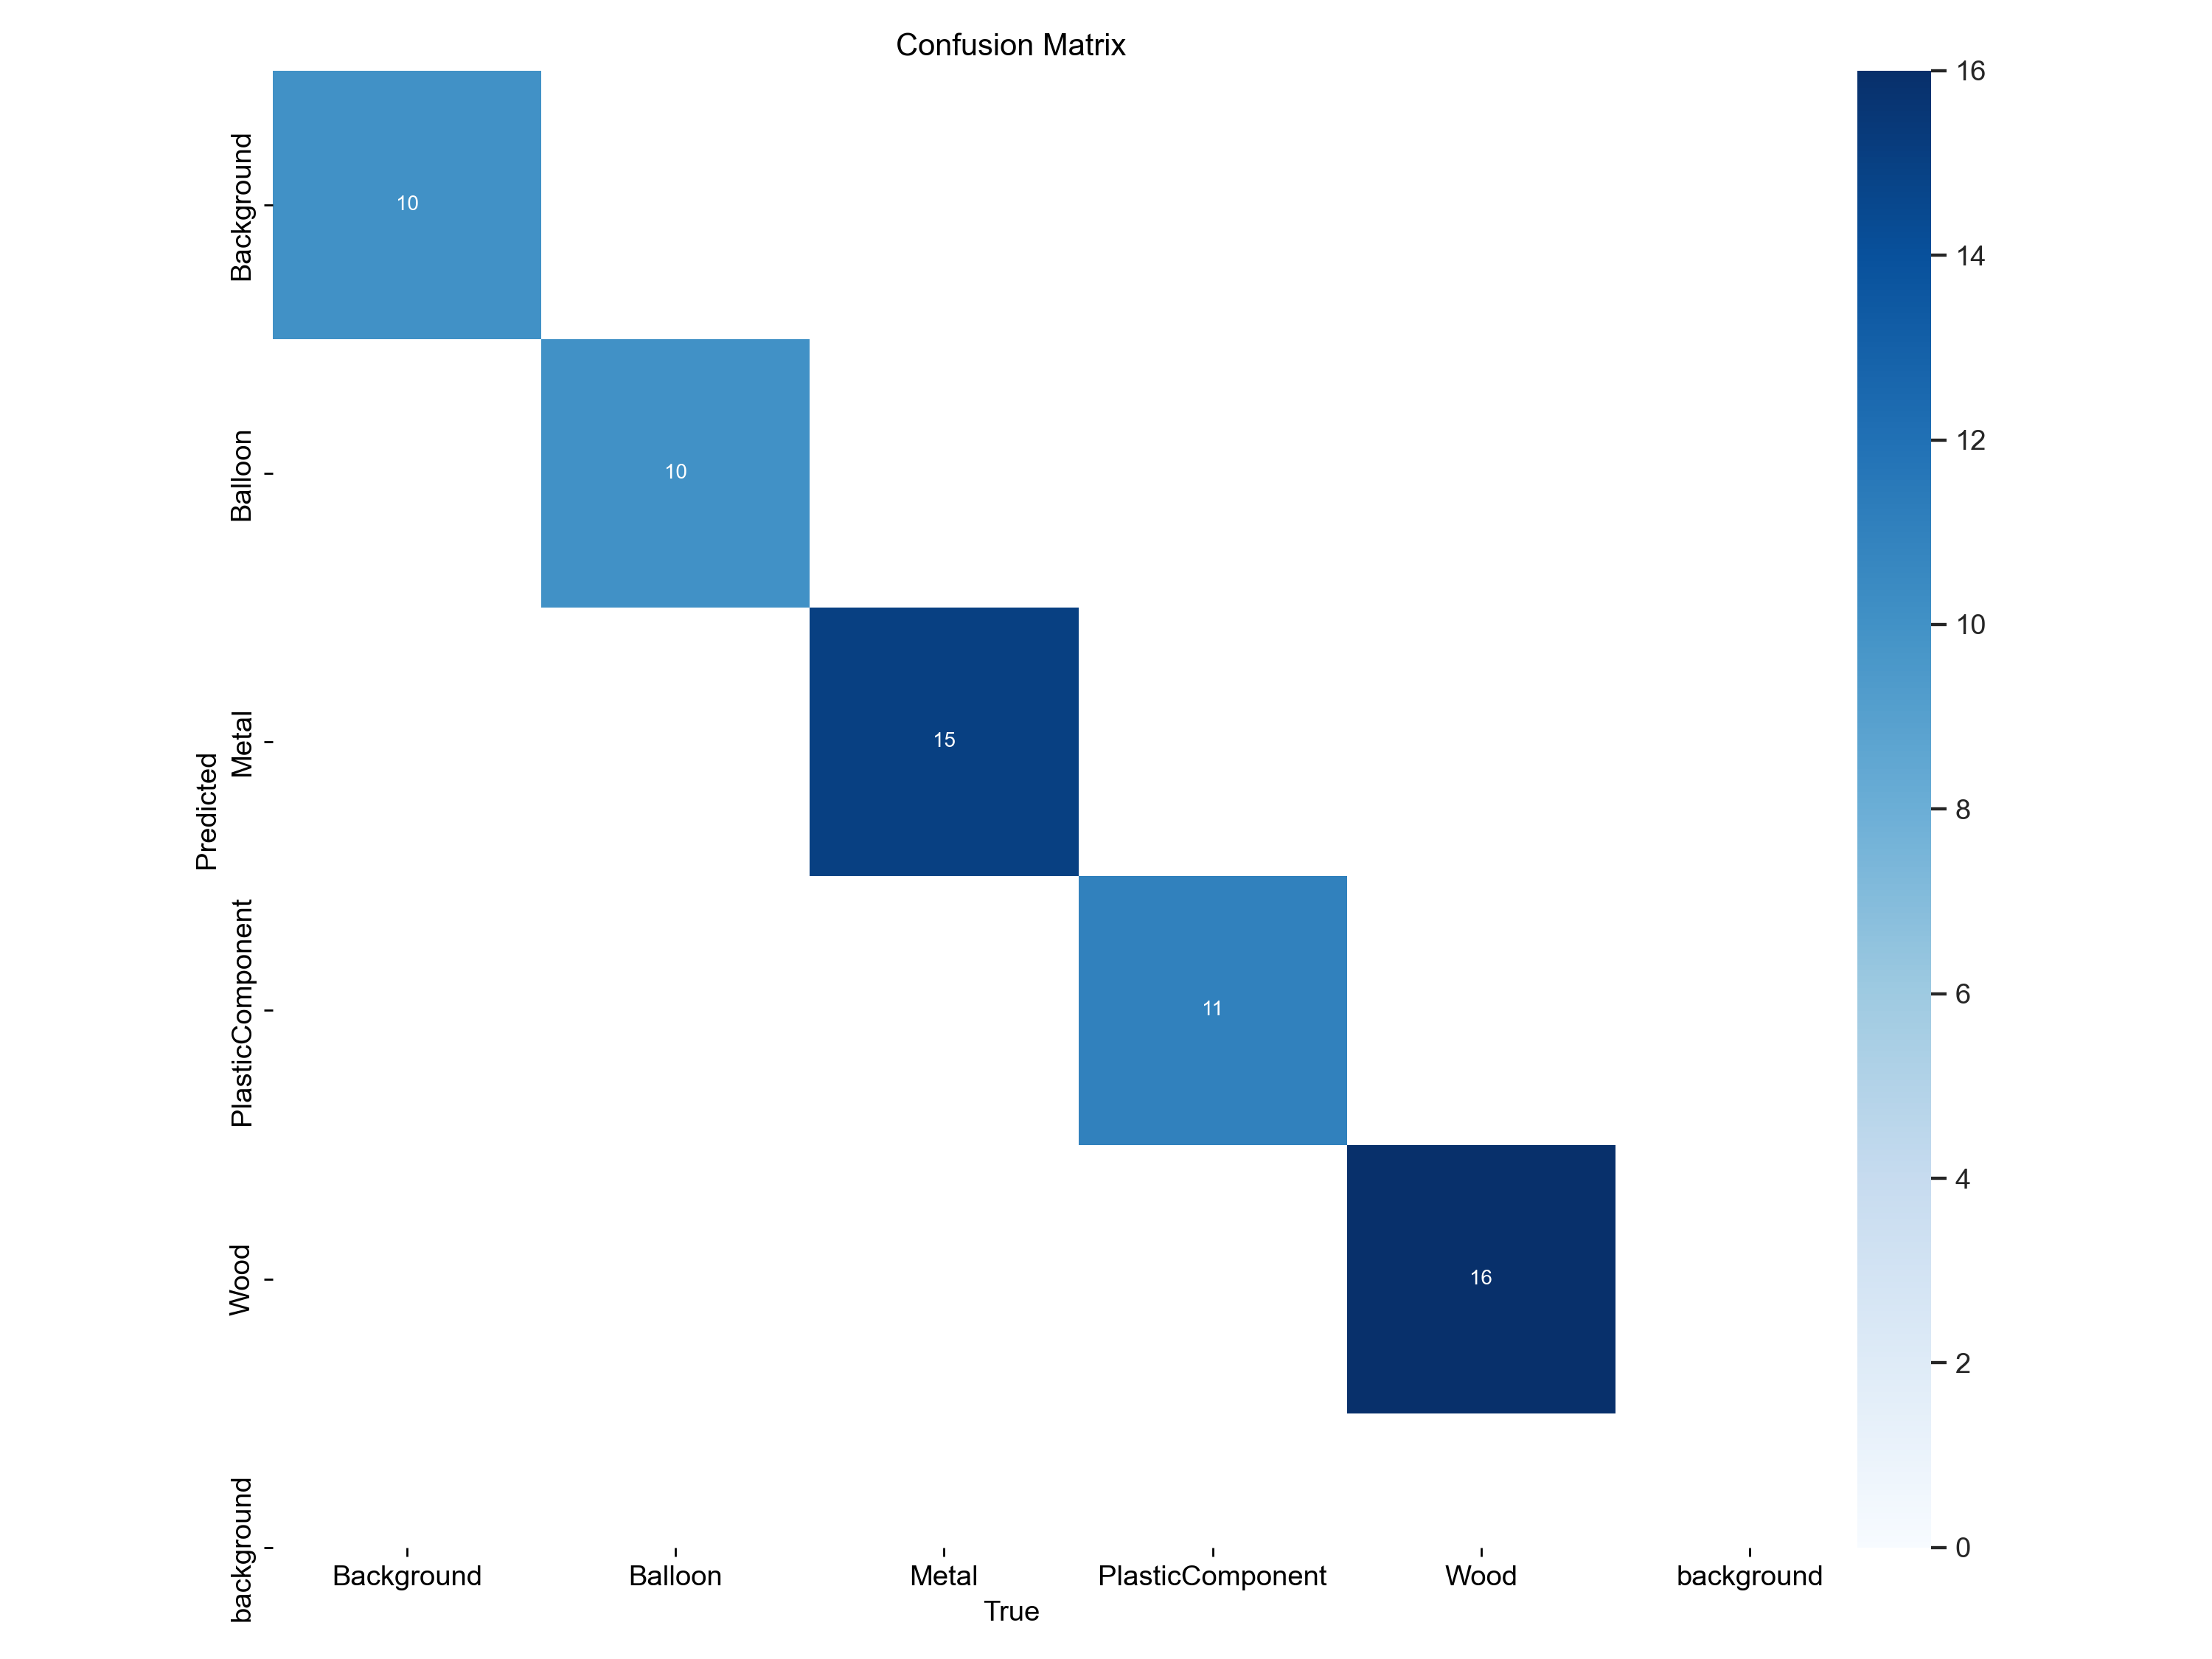 Confusion Matrix
Background
Balloon
Metal
PlasticComponent
Wood
background
Predicted
10
10
15
11
16
Background Balloon Metal PlasticComponent Wood background
True
16
14
12
10
8
6
4
2
0